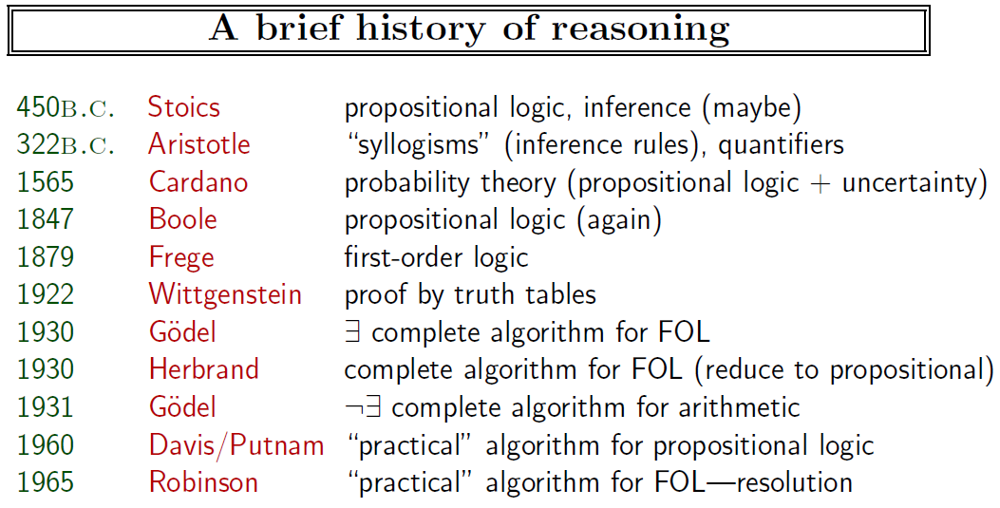 A brief history of reasoning
450B.C. Stoics propositional logic, inference (maybe)
322B.C. Aristotle “syllogisms” (inference rules), quantifiers
1565 Cardano probability theory (propositional logic + uncertainty)
1847 Boole propositional logic (again)
1879 Frege first-order logic
1922 Wittgenstein proof by truth tables
1930 Gödel ∃ complete algorithm for FOL
1930 Herbrand complete algorithm for FOL (reduce to propositional)
1931 Gödel ¬∃ complete algorithm for arithmetic
1960 Davis/Putnam “practical” algorithm for propositional logic
1965 Robinson “practical” algorithm for FOL—resolution